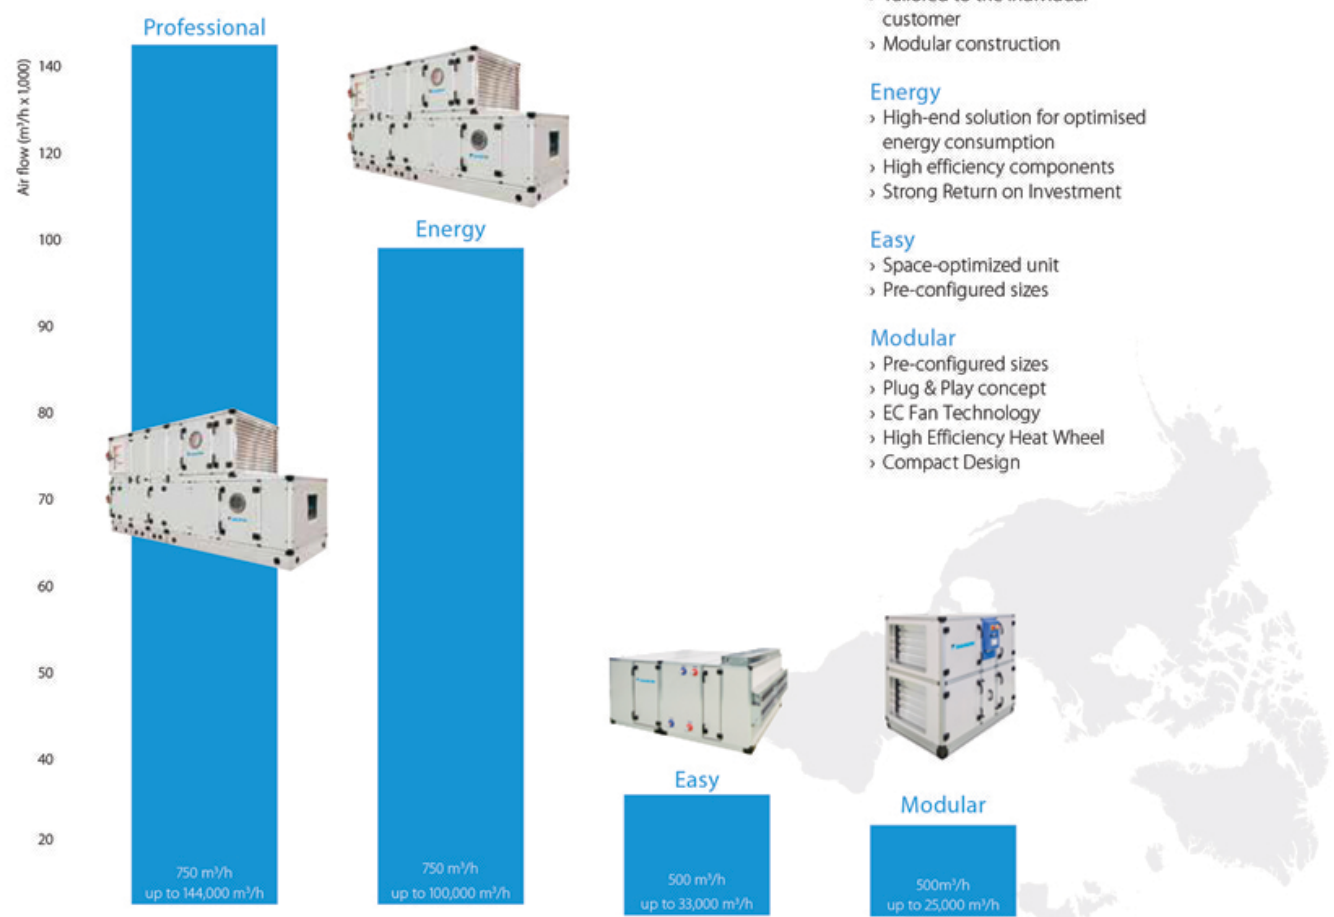 customer
› Modular construction
Professional
Air flow (m³/h x 1,000)
140
120
100
90
80
70
60
50
40
20
Energy
Easy
Modular
750 m³/h
up to 144,000 m³/h
750 m³/h
up to 100,000 m³/h
500 m³/h
up to 33,000 m³/h
500m³/h
up to 25,000 m³/h
Energy
› High-end solution for optimised
energy consumption
› High efficiency components
› Strong Return on Investment
Easy
› Space-optimized unit
› Pre-configured sizes
Modular
› Pre-configured sizes
› Plug & Play concept
› EC Fan Technology
› High Efficiency Heat Wheel
› Compact Design